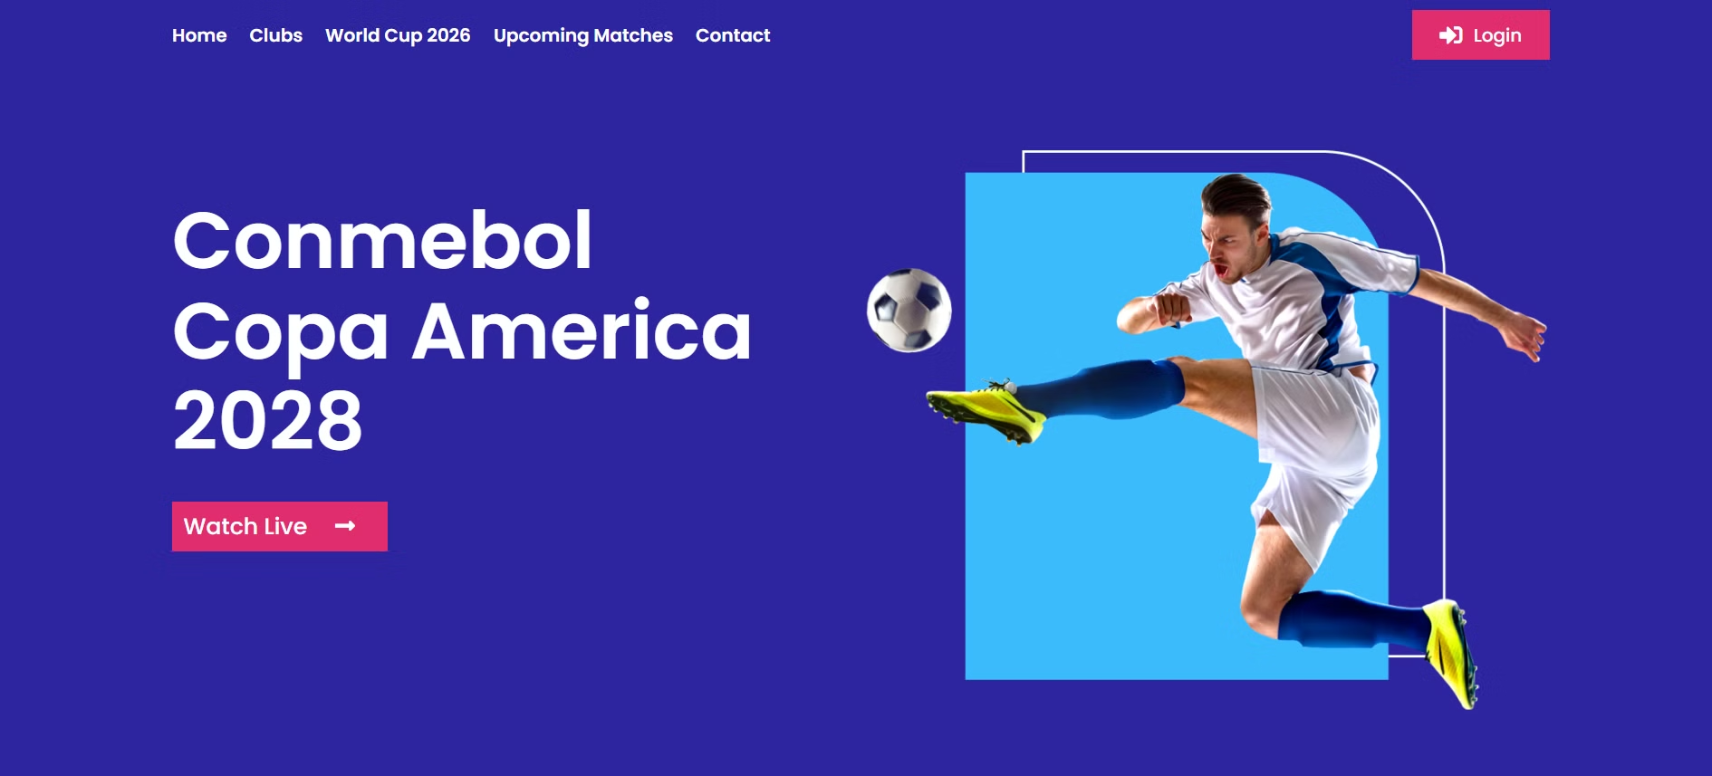 Home Clubs World Cup 2026 Upcoming Matches Contact Login
Conmebol
Copa America
2028
Watch Live